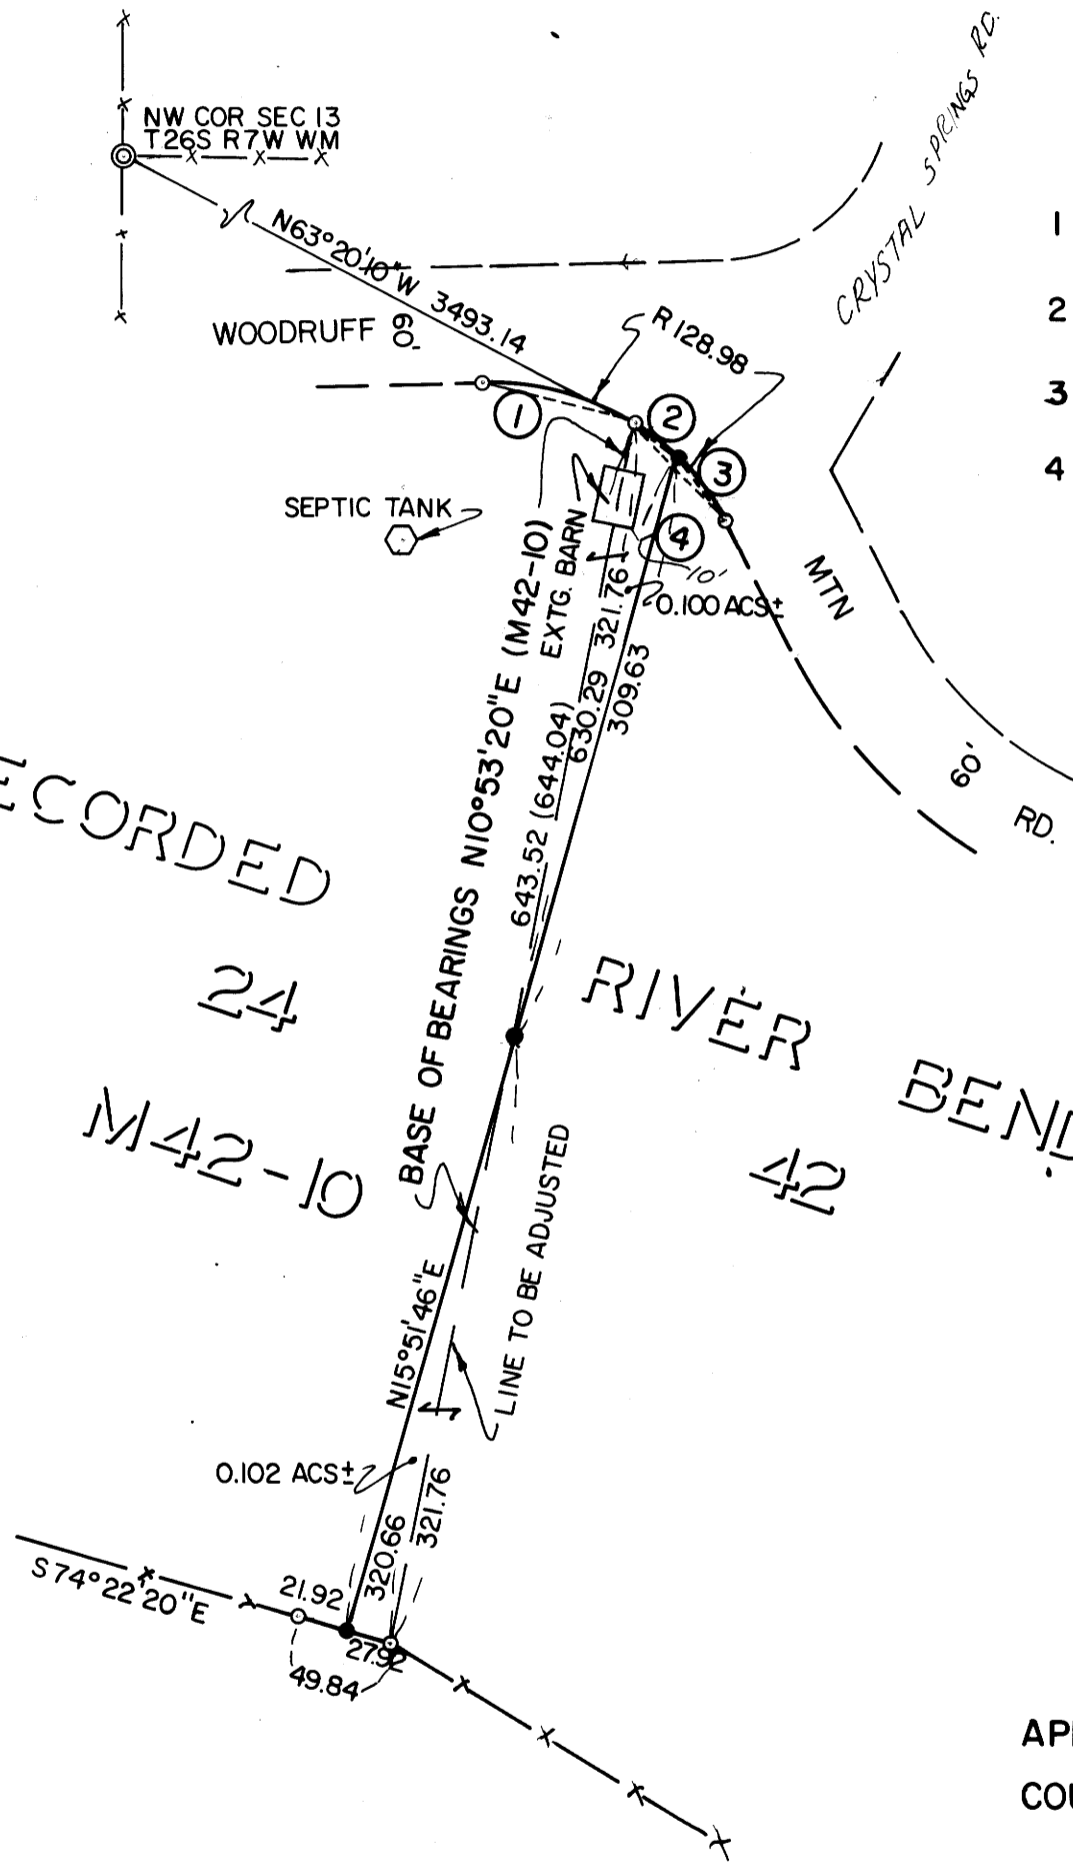 CRYSTAL SPRINGS RD.
NW COR SEC 13
T26S R7W WM
N63°20'10"W 3493.14
WOODRUFF 60'
R 128.98
1
2
3
4
1
2
3
4
SEPTIC TANK
EXTG. BARN
10'
0.100 ACS±
MTN
60'
RD.
321.76
630.29
309.63
643.52 (644.04)
BASE OF BEARINGS N10°53'20"E (M42-10)
ECORDED
24
M42-10
RIVER BEND
42
LINE TO BE ADJUSTED
N15°51'46"E
0.102 ACS±
320.66
321.76
S74°22'20"E
21.92
27.92
49.84
AP
COU